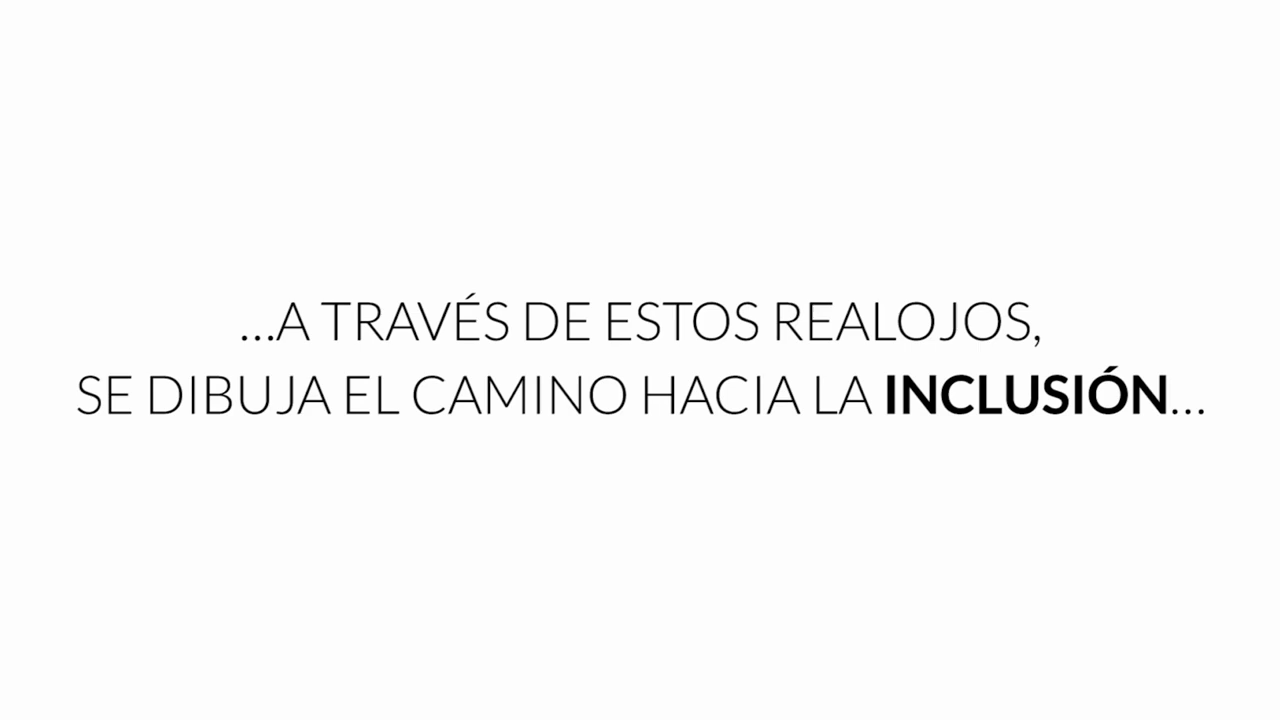 ...A TRAVÉS DE ESTOS REALOJOS,
SE DIBUJA EL CAMINO HACIA LA INCLUSIÓN...